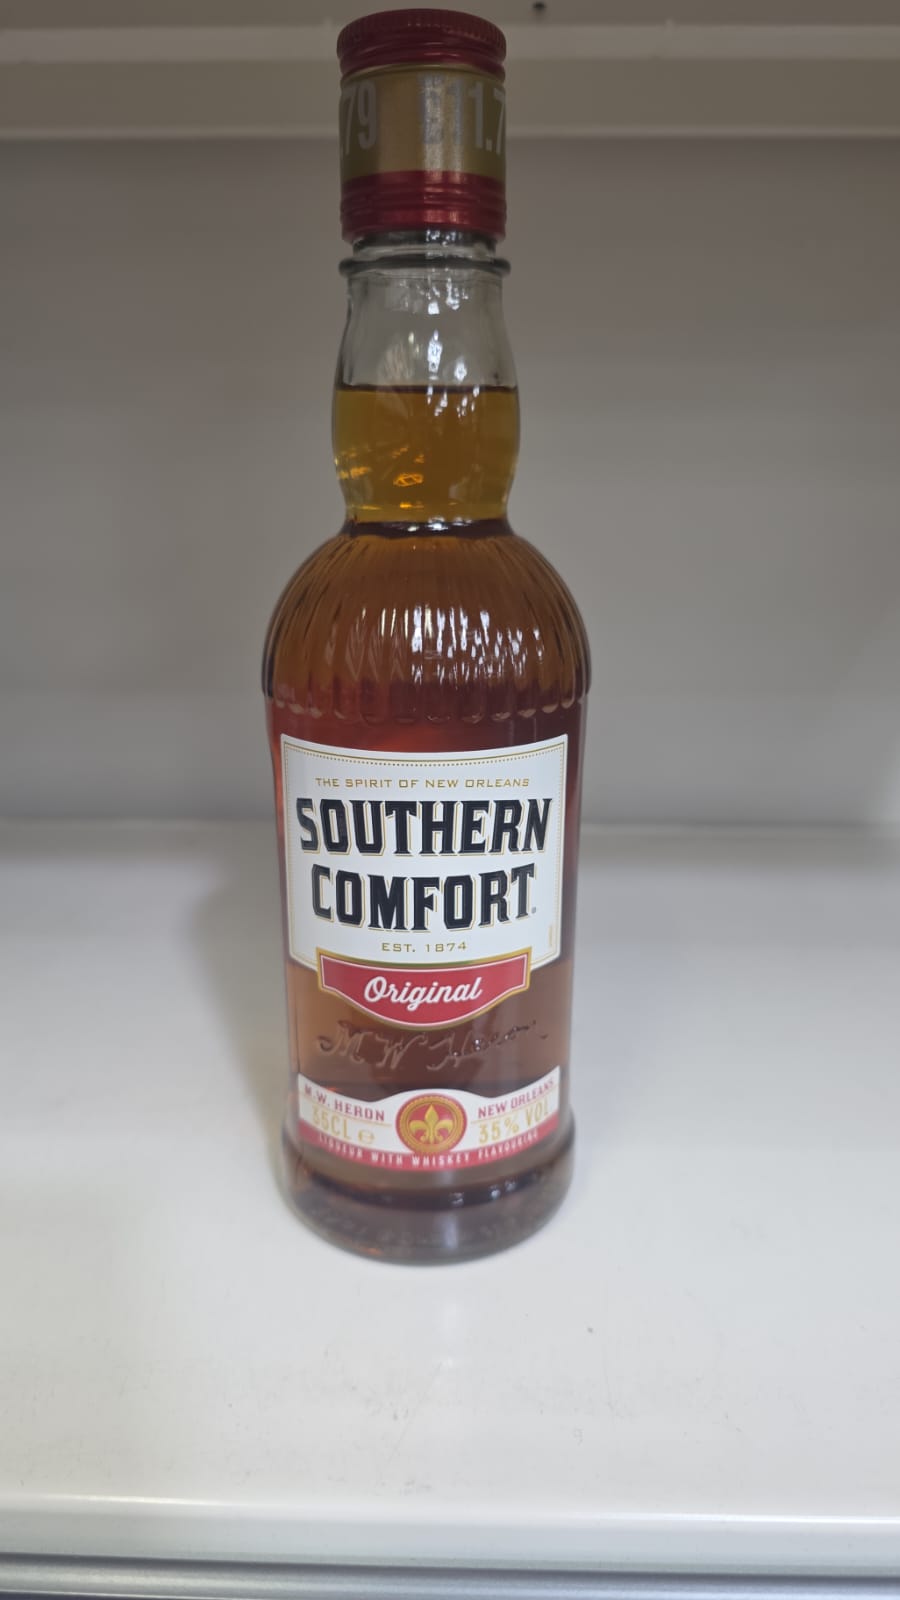 .79 £11.7
THE SPIRIT OF NEW ORLEANS
SOUTHERN
COMFORT
EST. 1874
Original
M W Heron
M.W. HERON NEW ORLEANS
35CL e 35% VOL
LIQUEUR WITH WHISKEY FLAVOURING